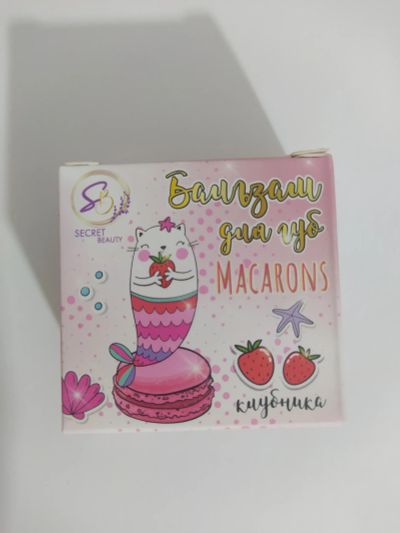 SB
SECRET
BEAUTY
Бальзам
для губ
MACARONS
клубника